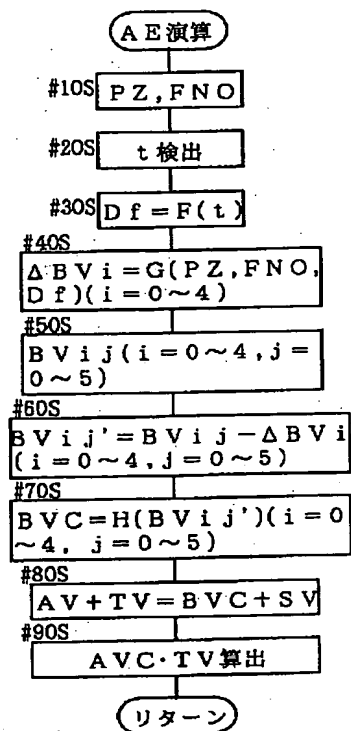 AE演算
#10S
PZ,FNO
#20S
t検出
#30S
Df=F(t)
#40S
ΔBVi=G(PZ,FNO,
Df)(i=0~4)
#50S
BVij(i=0~4,j=
0~5)
#60S
BVij'=BVij-ΔBVi
(i=0~4,j=0~5)
#70S
BVC=H(BVij')(i=0
~4, j=0~5)
#80S
AV+TV=BVC+SV
#90S
AVC・TV算出
リターン